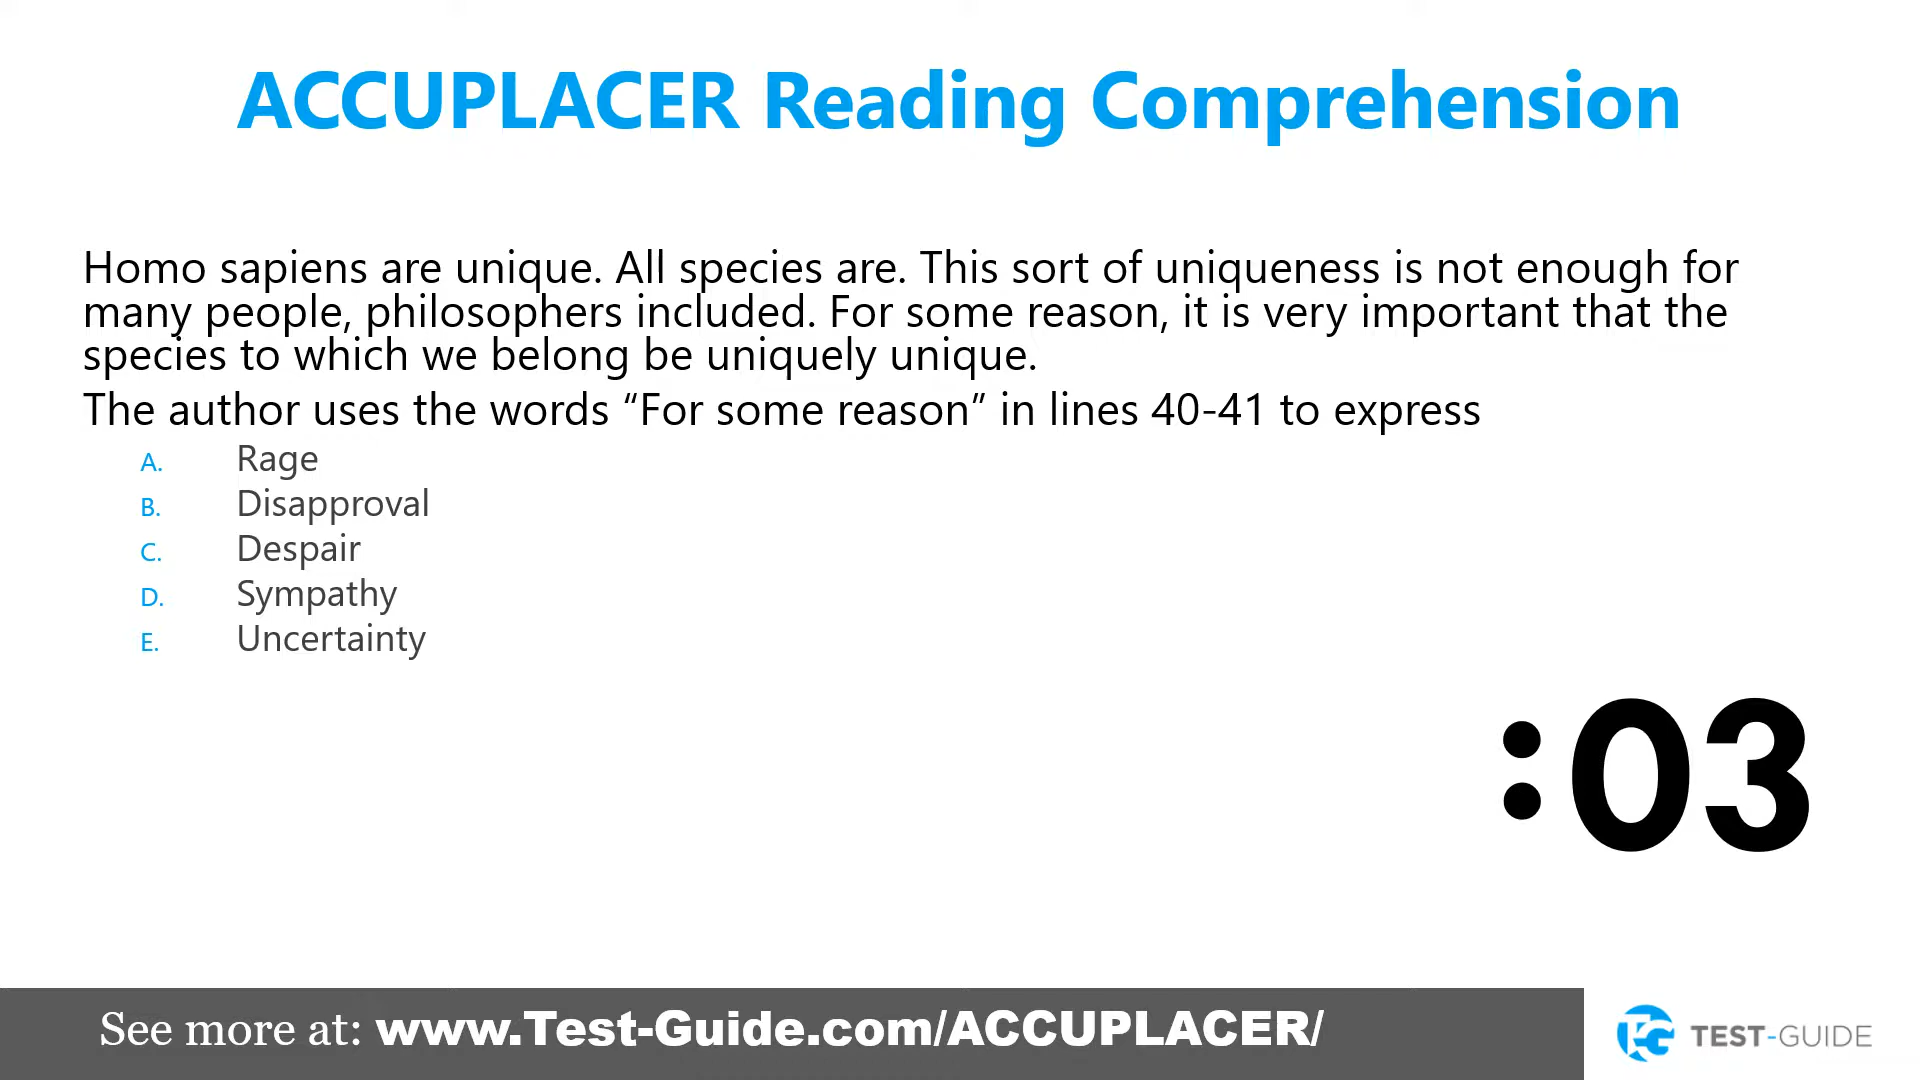 ACCUPLACER Reading Comprehension
Homo sapiens are unique. All species are. This sort of uniqueness is not enough for
many people, philosophers included. For some reason, it is very important that the
species to which we belong be uniquely unique.
The author uses the words “For some reason” in lines 40-41 to express
A. Rage
B. Disapproval
C. Despair
D. Sympathy
E. Uncertainty
:03
See more at: www.Test-Guide.com/ACCUPLACER/
TEST-GUIDE